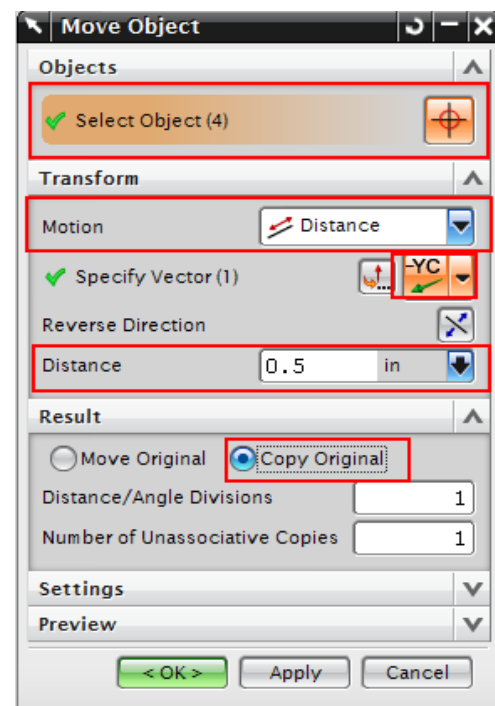 Move Object
Objects
Select Object (4)
Transform
Motion Distance
Specify Vector (1) -YC
Reverse Direction
Distance 0.5 in
Result
Move Original Copy Original
Distance/Angle Divisions 1
Number of Unassociative Copies 1
Settings
Preview
< OK > Apply Cancel